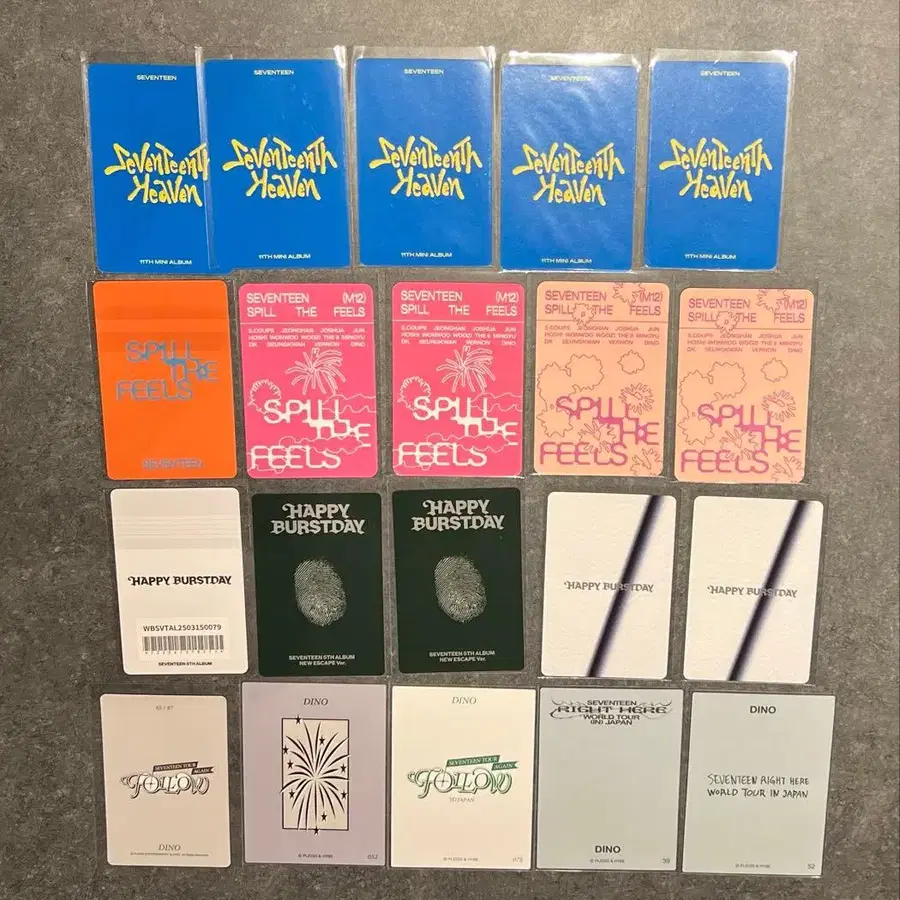 SEVENTEEN
SEVENTEENTH
HEAVEN
11TH MINI ALBUM
SEVENTEEN
SEVENTEENTH
HEAVEN
11TH MINI ALBUM
SEVENTEEN
SEVENTEENTH
HEAVEN
11TH MINI ALBUM
SEVENTEEN
SEVENTEENTH
HEAVEN
11TH MINI ALBUM
SEVENTEEN
SEVENTEENTH
HEAVEN
11TH MINI ALBUM
SPILL
THE
FEELS
SEVENTEEN
SEVENTEEN (M12)
SPILL THE FEELS
S.COUPS JEONGHAN JOSHUA JUN
HOSHI WONWOO WOOZI THE 8 MINGYU
DK SEUNGKWAN VERNON DINO
SPILL
THE
FEELS
SEVENTEEN (M12)
SPILL THE FEELS
S.COUPS JEONGHAN JOSHUA JUN
HOSHI WONWOO WOOZI THE 8 MINGYU
DK SEUNGKWAN VERNON DINO
SPILL
THE
FEELS
SEVENTEEN (M12)
SPILL THE FEELS
S.COUPS JEONGHAN JOSHUA JUN
HOSHI WONWOO WOOZI THE 8 MINGYU
DK SEUNGKWAN VERNON DINO
SPILL
THE
FEELS
SEVENTEEN (M12)
SPILL THE FEELS
S.COUPS JEONGHAN JOSHUA JUN
HOSHI WONWOO WOOZI THE 8 MINGYU
DK SEUNGKWAN VERNON DINO
SPILL
THE
FEELS
HAPPY BURSTDAY
WBSVTAL2503150079
SEVENTEEN 5TH ALBUM
HAPPY
BURSTDAY
SEVENTEEN 5TH ALBUM
NEW ESCAPE Ver.
HAPPY
BURSTDAY
SEVENTEEN 5TH ALBUM
NEW ESCAPE Ver.
HAPPY BURSTDAY
HAPPY BURSTDAY
SEVENTEEN TOUR
AGAIN
FOLLOW
DINO
DINO
© PLEDIS & HYBE
DINO
SEVENTEEN TOUR
AGAIN
FOLLOW
TO JAPAN
© PLEDIS & HYBE
SEVENTEEN
RIGHT HERE
WORLD TOUR
[IN] JAPAN
DINO
© PLEDIS & HYBE
DINO
SEVENTEEN RIGHT HERE
WORLD TOUR IN JAPAN
© PLEDIS & HYBE
52